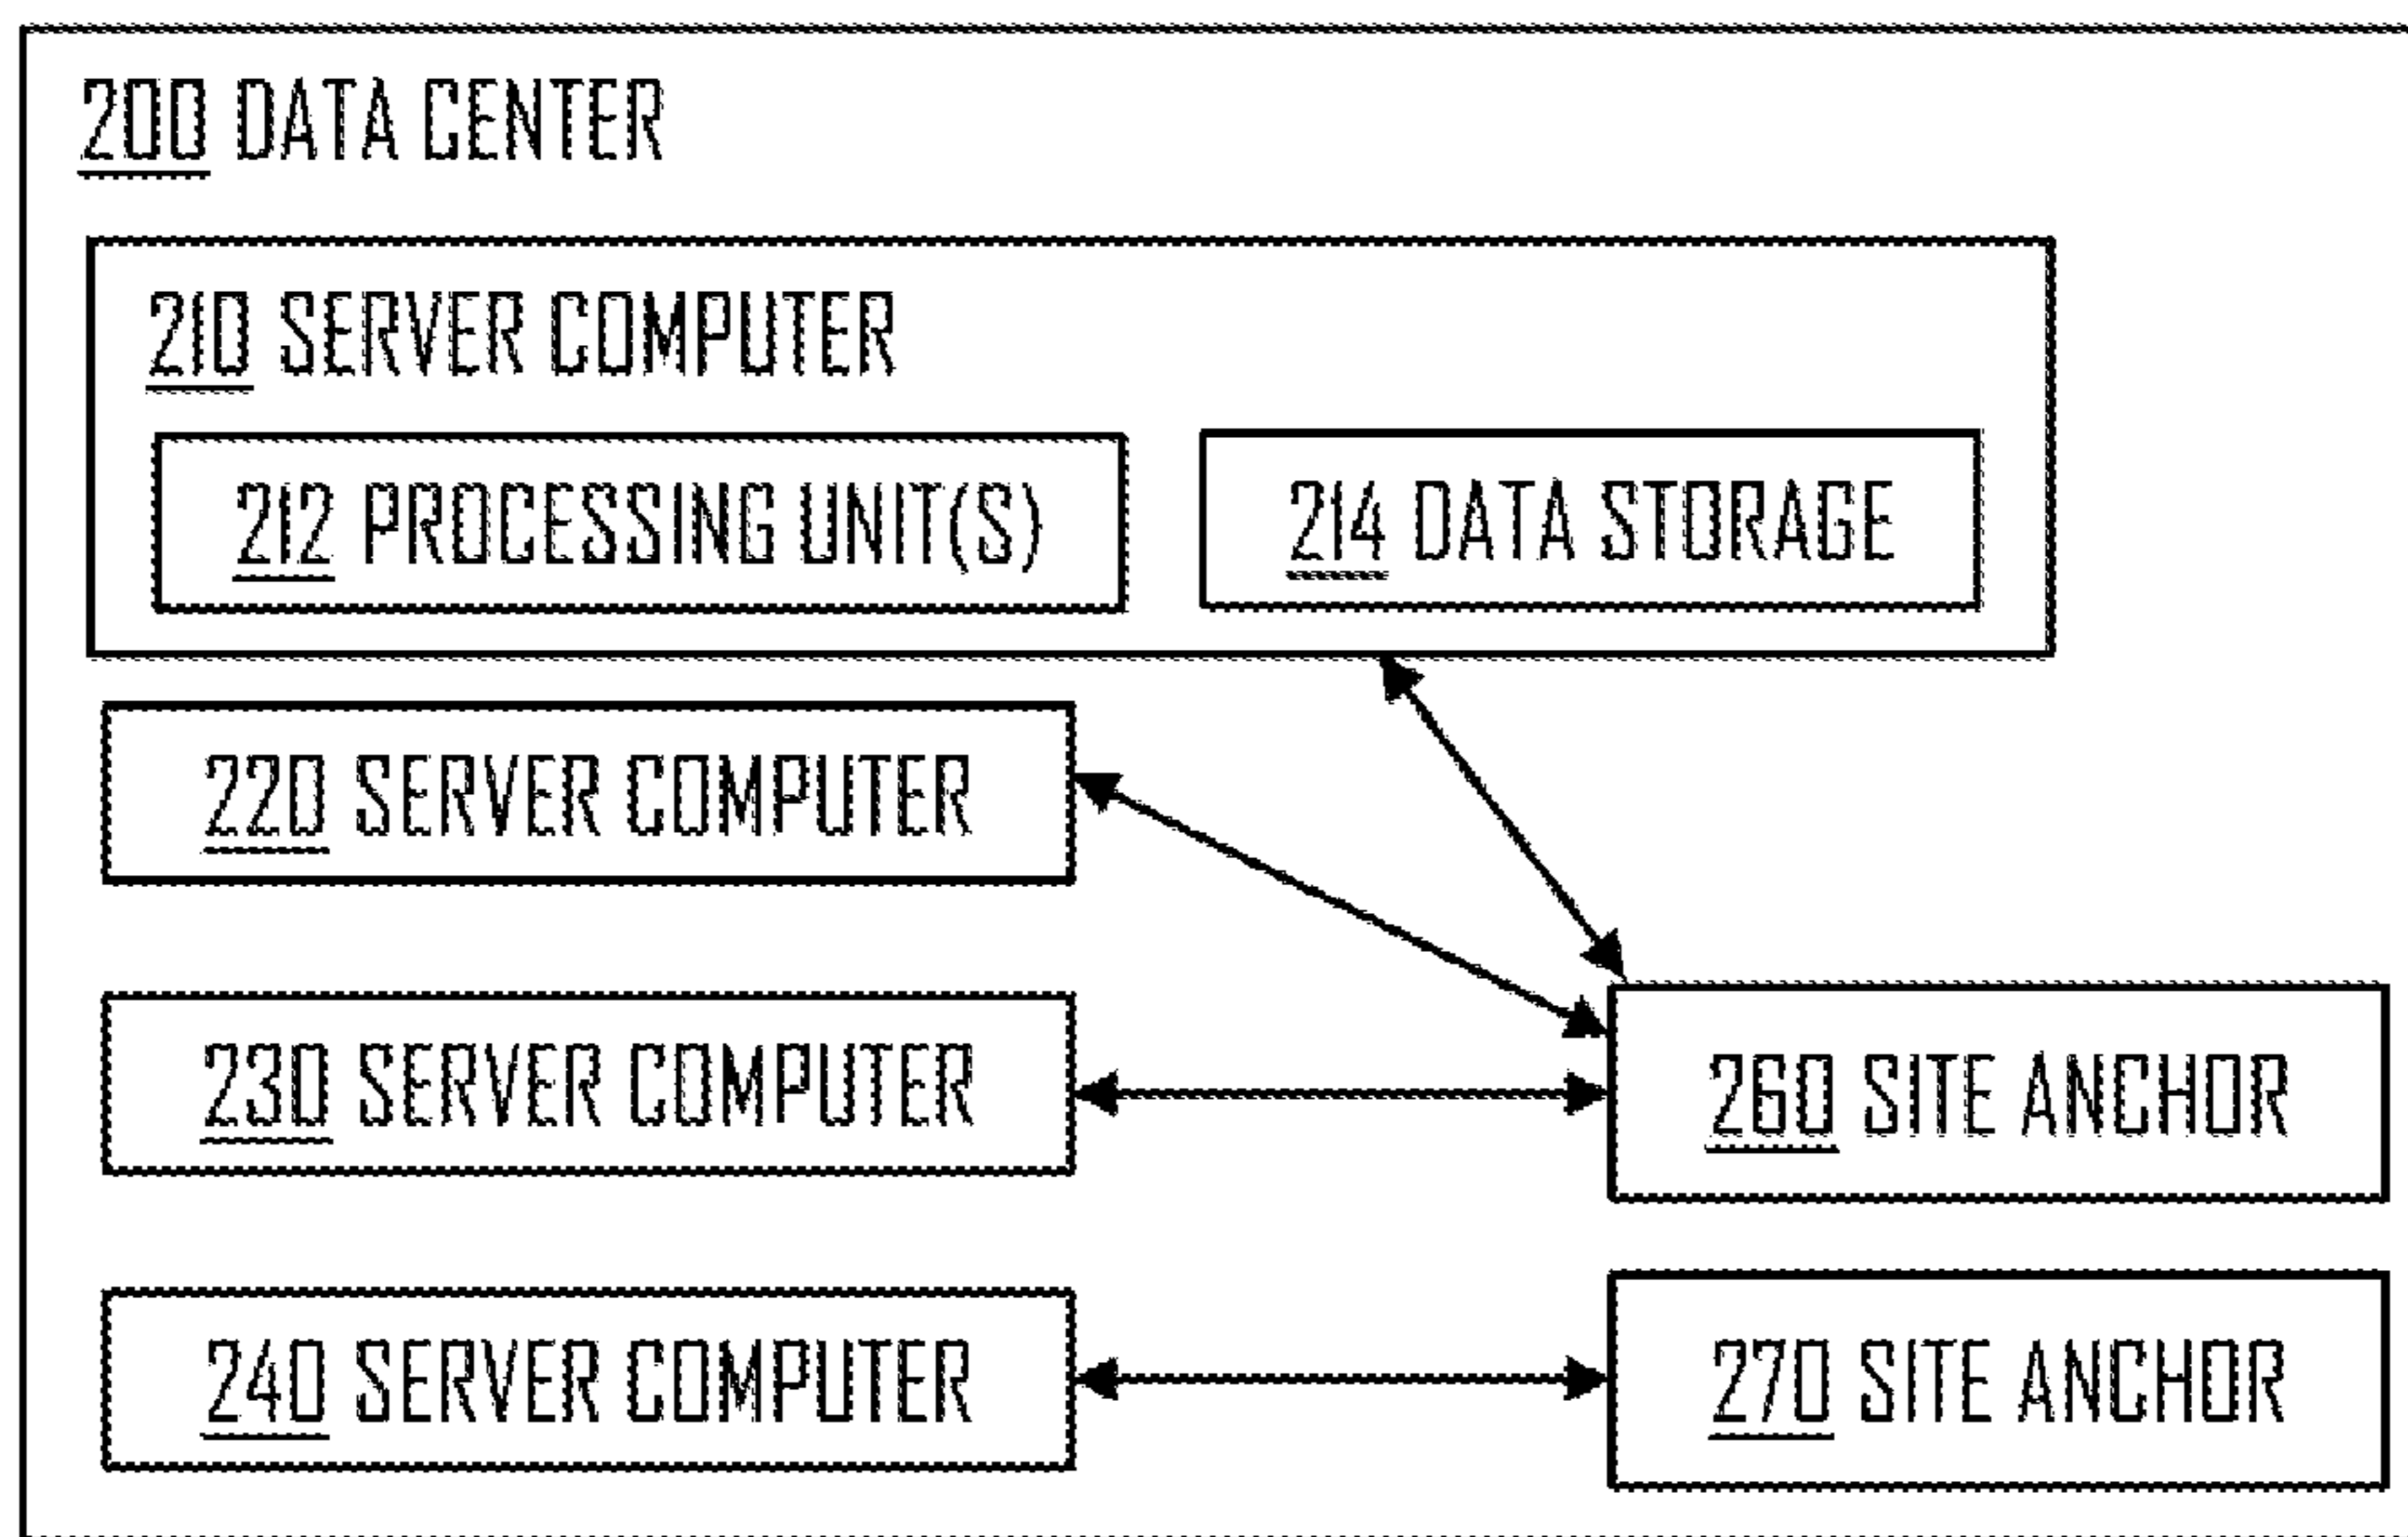 200 DATA CENTER
210 SERVER COMPUTER
212 PROCESSING UNIT(S)
214 DATA STORAGE
220 SERVER COMPUTER
230 SERVER COMPUTER
260 SITE ANCHOR
240 SERVER COMPUTER
270 SITE ANCHOR